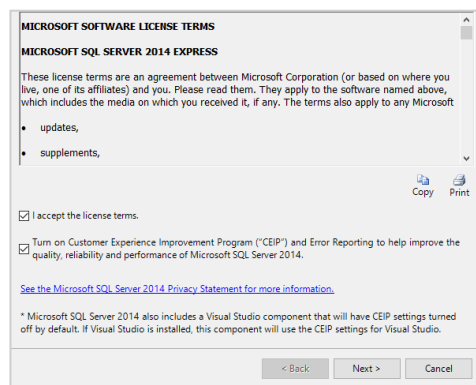 MICROSOFT SOFTWARE LICENSE TERMS
MICROSOFT SQL SERVER 2014 EXPRESS
These license terms are an agreement between Microsoft Corporation (or based on where you
live, one of its affiliates) and you. Please read them. They apply to the software named above,
which includes the media on which you received it, if any. The terms also apply to any Microsoft
• updates,
• supplements,
Copy Print
I accept the license terms.
Turn on Customer Experience Improvement Program ("CEIP") and Error Reporting to help improve the
quality, reliability and performance of Microsoft SQL Server 2014.
See the Microsoft SQL Server 2014 Privacy Statement for more information.
* Microsoft SQL Server 2014 also includes a Visual Studio component that will have CEIP settings turned
off by default. If Visual Studio is installed, this component will use the CEIP settings for Visual Studio.
< Back Next > Cancel